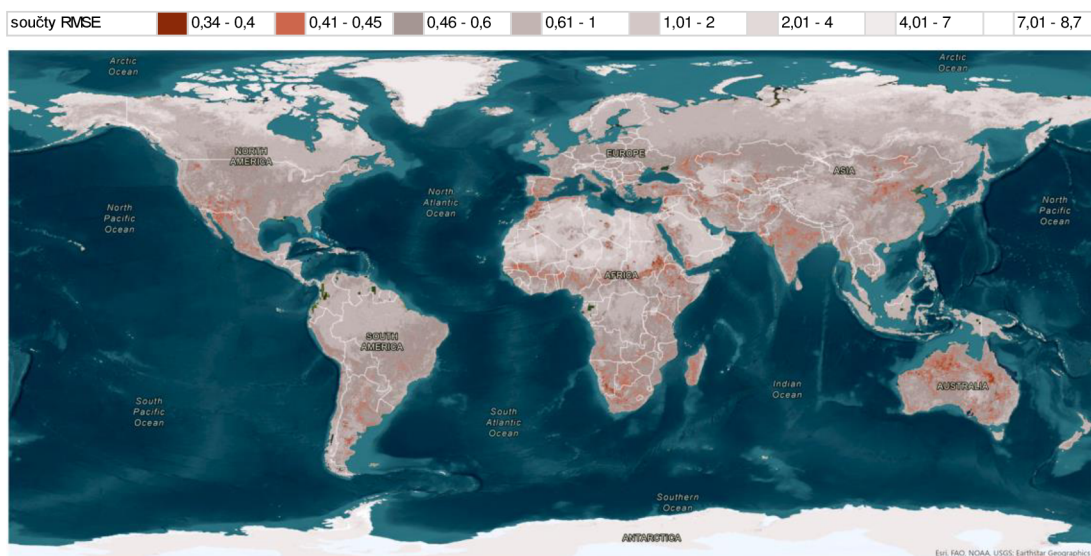 součty RMSE 0,34 - 0,4 0,41 - 0,45 0,46 - 0,6 0,61 - 1 1,01 - 2 2,01 - 4 4,01 - 7 7,01 - 8,7
Arctic
Ocean
Arctic
Ocean
NORTH
AMERICA
EUROPE
ASIA
North
Pacific
Ocean
North
Atlantic
Ocean
North
Pacific
Ocean
AFRICA
SOUTH
AMERICA
AUSTRALIA
Indian
Ocean
South
Pacific
Ocean
South
Atlantic
Ocean
Southern
Ocean
ANTARCTICA
Esri, FAO, NOAA, USGS; Earthstar Geographics